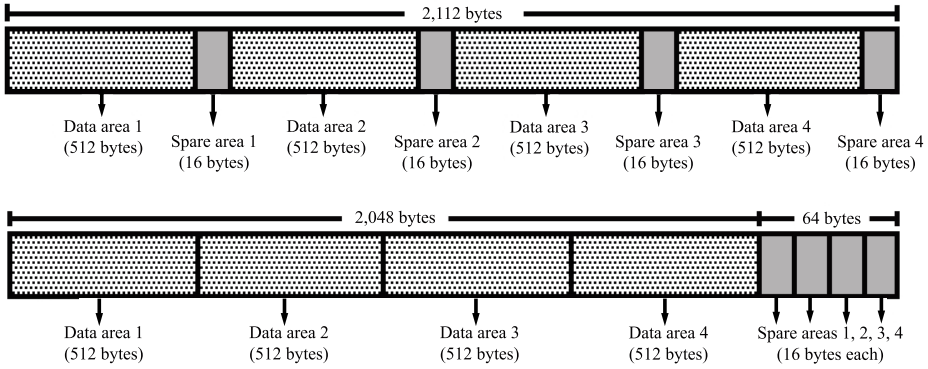 2,112 bytes
Data area 1
(512 bytes)
Spare area 1
(16 bytes)
Data area 2
(512 bytes)
Spare area 2
(16 bytes)
Data area 3
(512 bytes)
Spare area 3
(16 bytes)
Data area 4
(512 bytes)
Spare area 4
(16 bytes)
2,048 bytes
64 bytes
Data area 1
(512 bytes)
Data area 2
(512 bytes)
Data area 3
(512 bytes)
Data area 4
(512 bytes)
Spare areas 1, 2, 3, 4
(16 bytes each)